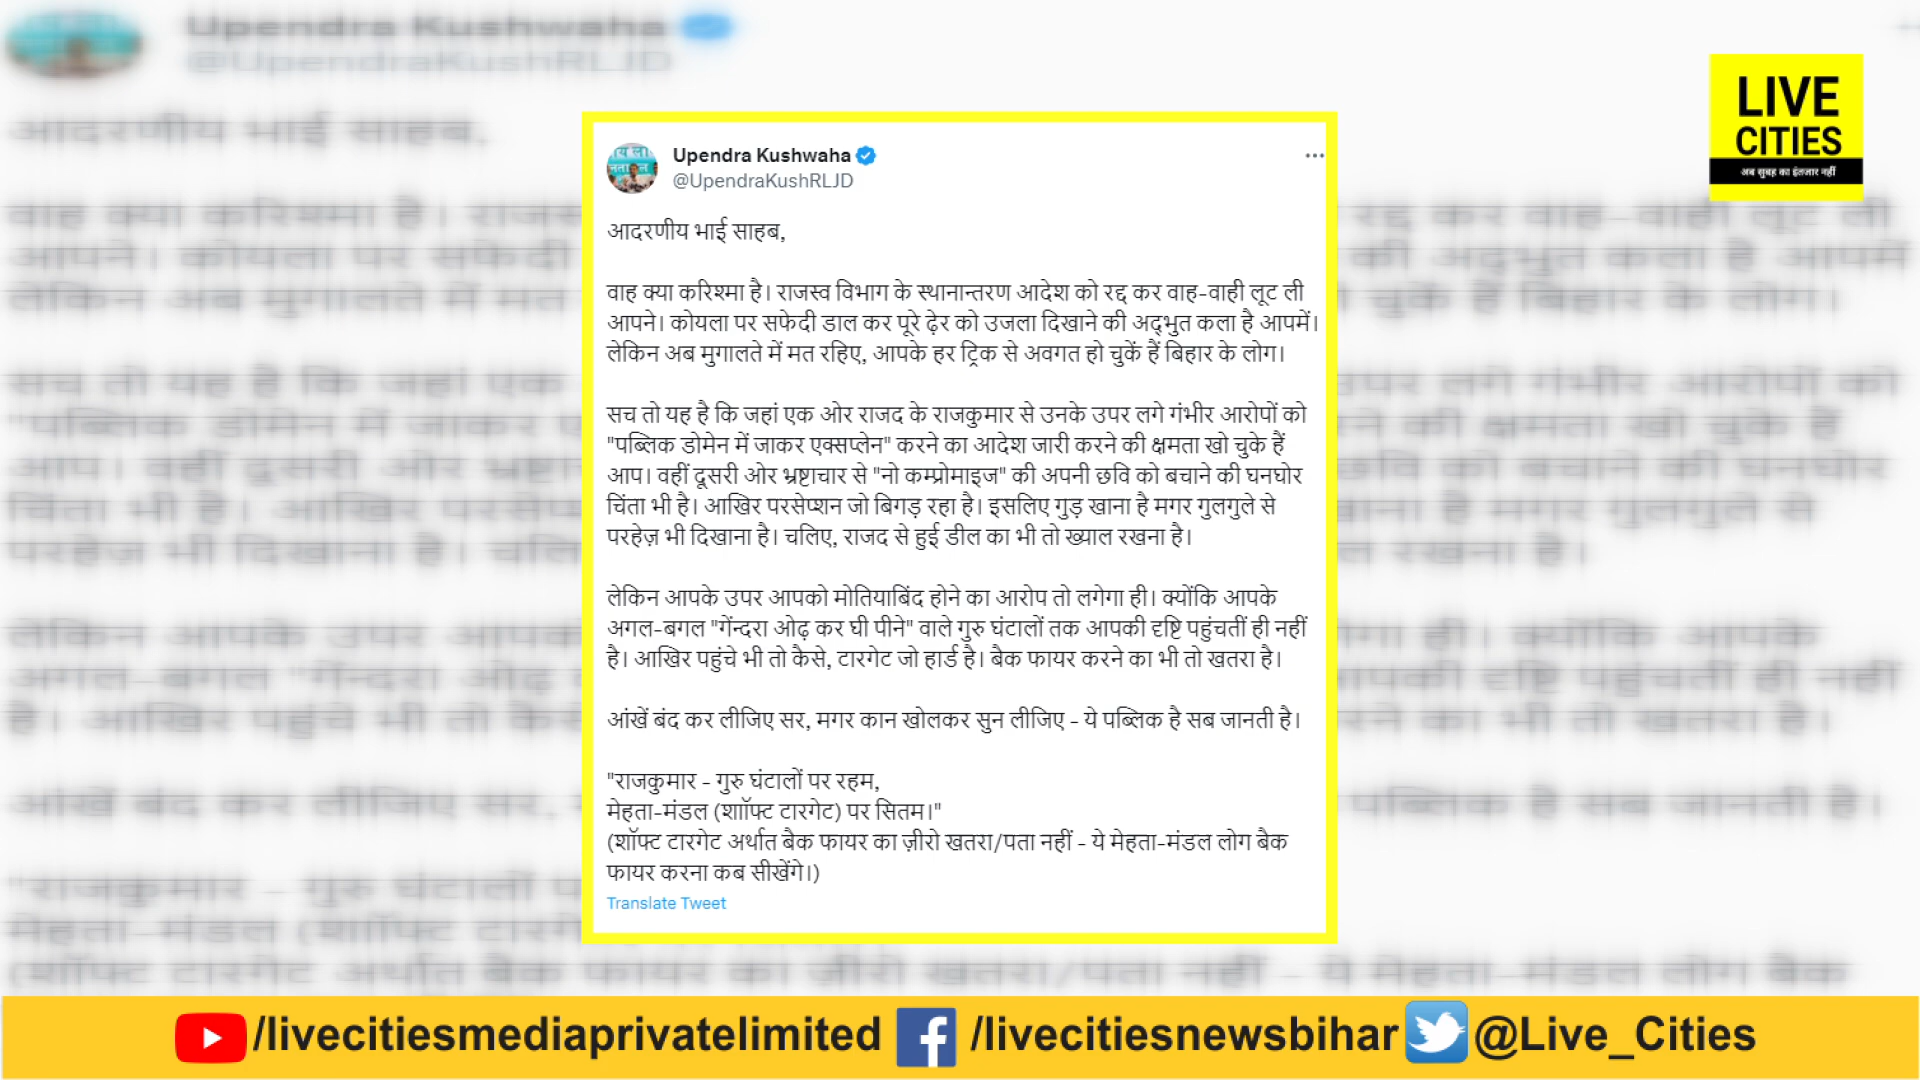 LIVE
CITIES
अब सुबह का इंतजार नहीं
Upendra Kushwaha
@UpendraKushRLJD
आदरणीय भाई साहब,
वाह क्या करिश्मा है। राजस्व विभाग के स्थानान्तरण आदेश को रद्द कर वाह-वाही लूट ली
आपने। कोयला पर सफेदी डाल कर पूरे ढ़ेर को उजला दिखाने की अद्भुत कला है आपमें।
लेकिन अब मुगालते में मत रहिए, आपके हर ट्रिक से अवगत हो चुकें हैं बिहार के लोग।
सच तो यह है कि जहां एक ओर राजद के राजकुमार से उनके उपर लगे गंभीर आरोपों को
"पब्लिक डोमेन में जाकर एक्सप्लेन" करने का आदेश जारी करने की क्षमता खो चुके हैं
आप। वहीं दूसरी ओर भ्रष्टाचार से "नो कम्प्रोमाइज" की अपनी छवि को बचाने की घनघोर
चिंता भी है। आखिर परसेप्शन जो बिगड़ रहा है। इसलिए गुड़ खाना है मगर गुलगुले से
परहेज़ भी दिखाना है। चलिए, राजद से हुई डील का भी तो ख्याल रखना है।
लेकिन आपके उपर आपको मोतियाबिंद होने का आरोप तो लगेगा ही। क्योंकि आपके
अगल-बगल "गेंन्दरा ओढ़ कर घी पीने" वाले गुरु घंटालों तक आपकी दृष्टि पहुंचतीं ही नहीं
है। आखिर पहुंचे भी तो कैसे, टारगेट जो हार्ड है। बैक फायर करने का भी तो खतरा है।
आंखें बंद कर लीजिए सर, मगर कान खोलकर सुन लीजिए - ये पब्लिक है सब जानती है।
"राजकुमार - गुरु घंटालों पर रहम,
मेहता-मंडल (शाॉफ्ट टारगेट) पर सितम।"
(शॉफ्ट टारगेट अर्थात बैक फायर का ज़ीरो खतरा/पता नहीं - ये मेहता-मंडल लोग बैक
फायर करना कब सीखेंगे।)
Translate Tweet
/livecitiesmediaprivatelimited /livecitiesnewsbihar @Live_Cities